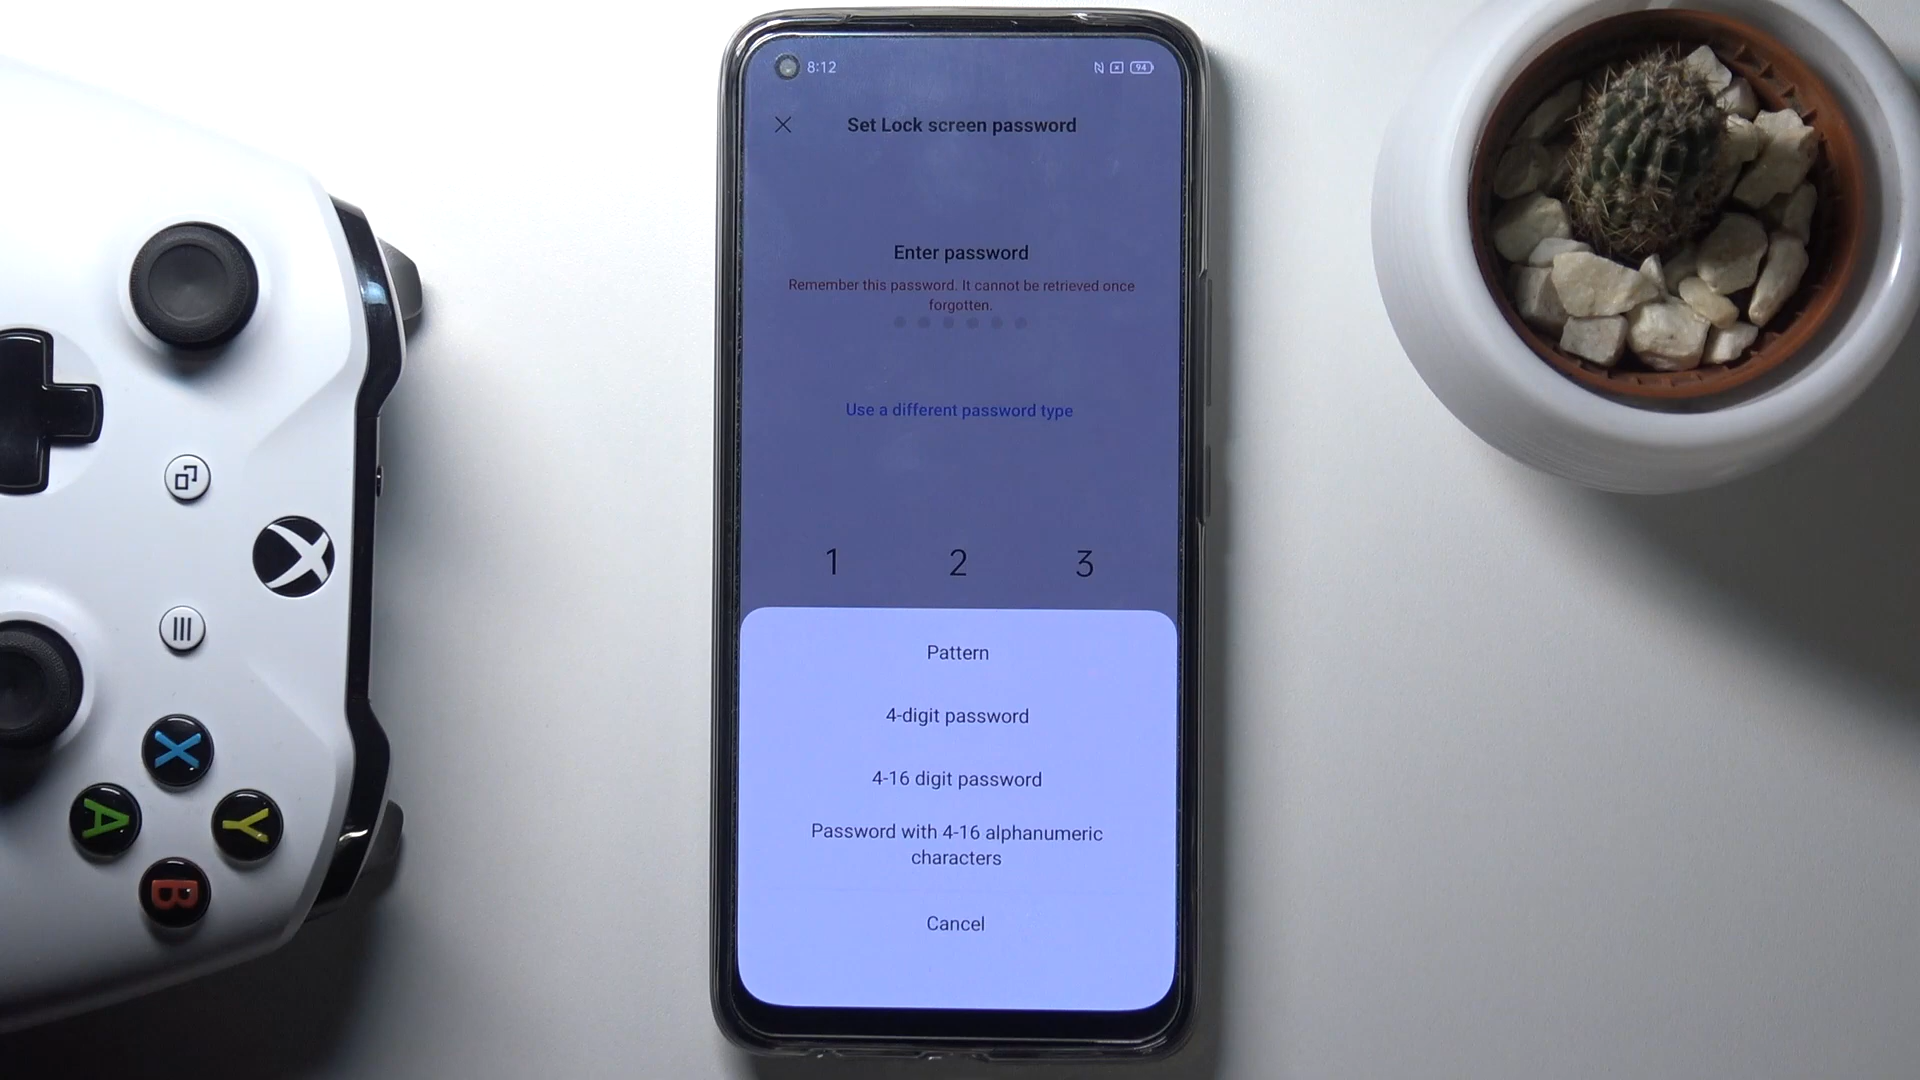 8:12
94
Set Lock screen password
Enter password
Remember this password. It cannot be retrieved once
forgotten.
Use a different password type
1 2 3
Pattern
4-digit password
4-16 digit password
Password with 4-16 alphanumeric
characters
Cancel
X
A
Y
B